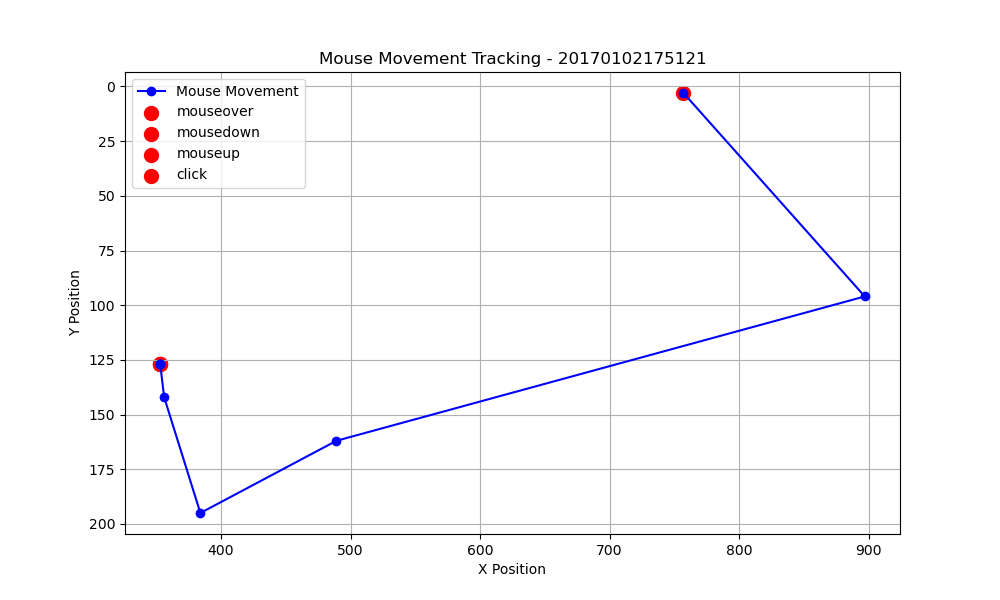 Mouse Movement Tracking - 20170102175121
Mouse Movement
mouseover
mousedown
mouseup
click
Y Position
0
25
50
75
100
125
150
175
200
400 500 600 700 800 900
X Position